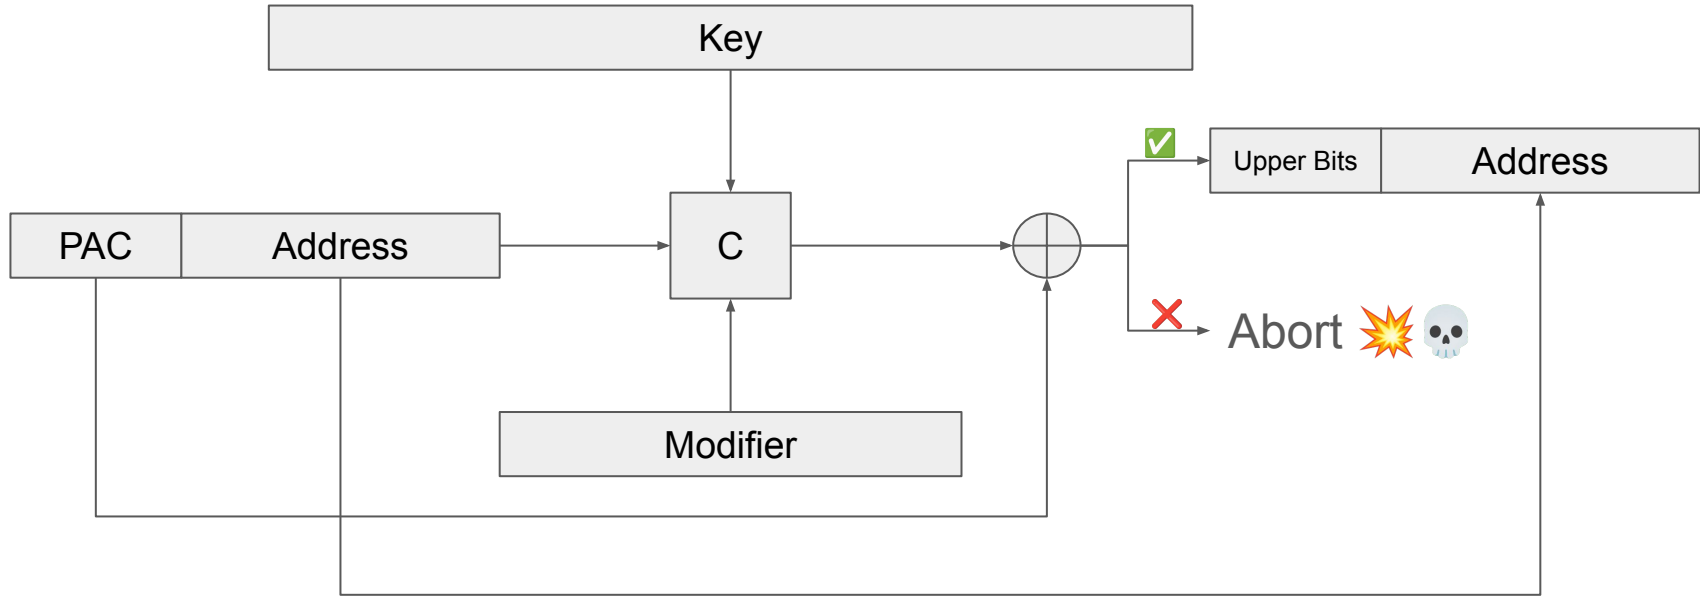 Key
Upper Bits Address
PAC Address
C
Abort 💥💀
Modifier